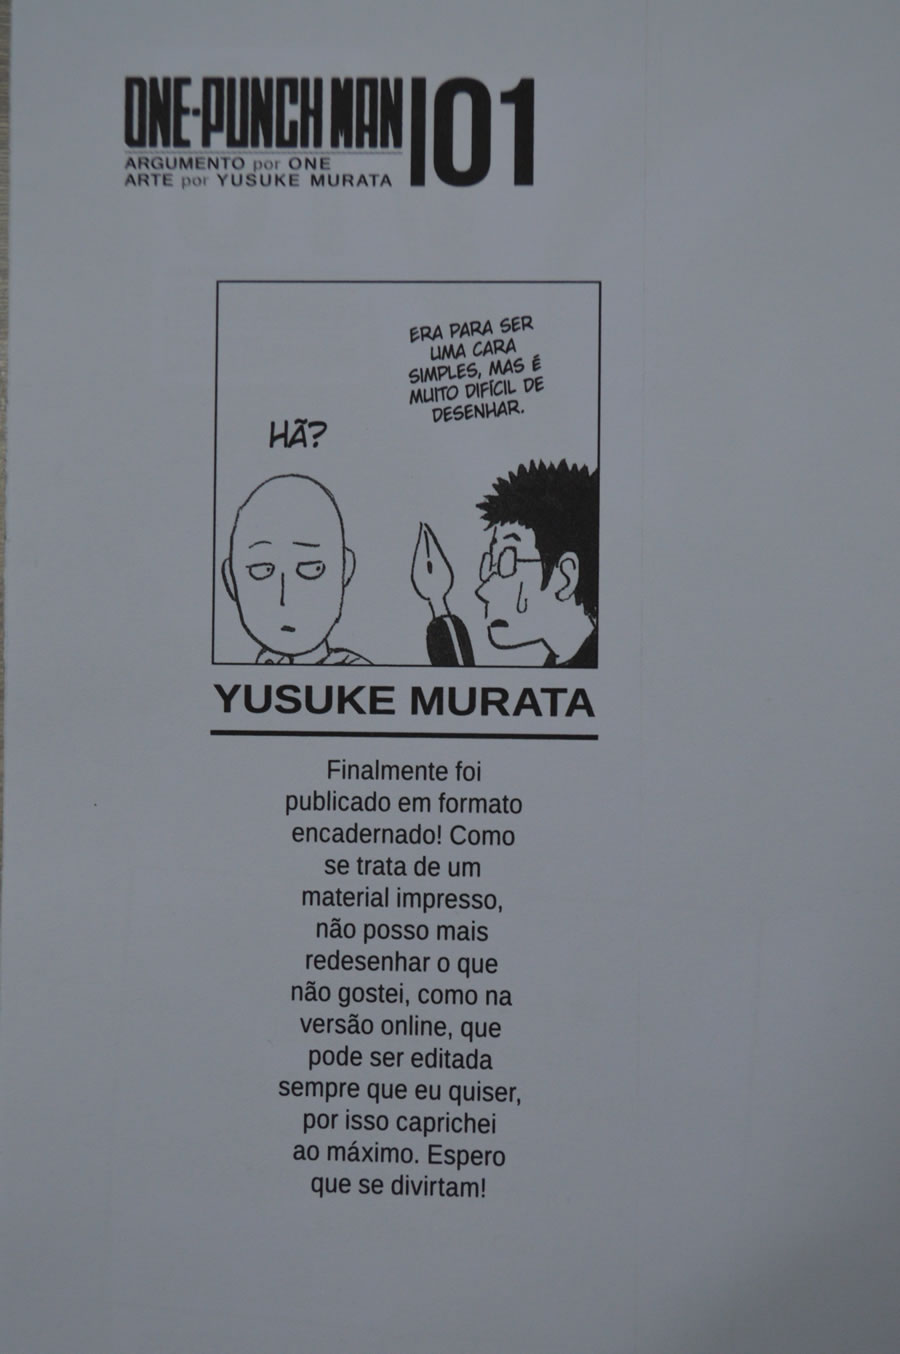 ONE-PUNCH MAN 01
ARGUMENTO por ONE
ARTE por YUSUKE MURATA
ERA PARA SER
UMA CARA
SIMPLES, MAS É
MUITO DIFÍCIL DE
DESENHAR.
HÃ?
YUSUKE MURATA
Finalmente foi
publicado em formato
encadernado! Como
se trata de um
material impresso,
não posso mais
redesenhar o que
não gostei, como na
versão online, que
pode ser editada
sempre que eu quiser,
por isso caprichei
ao máximo. Espero
que se divirtam!